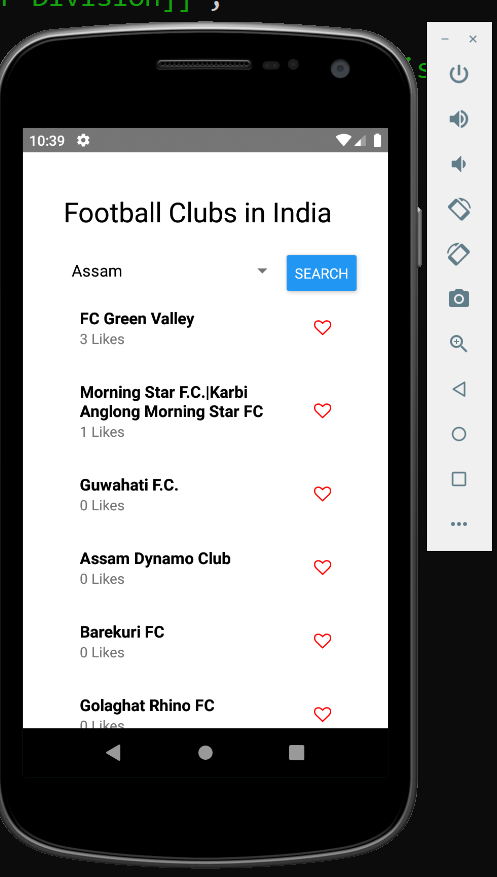 Division]]";
10:39
Football Clubs in India
Assam
SEARCH
FC Green Valley
3 Likes
Morning Star F.C.|Karbi
Anglong Morning Star FC
1 Likes
Guwahati F.C.
0 Likes
Assam Dynamo Club
0 Likes
Barekuri FC
0 Likes
Golaghat Rhino FC
0 Likes